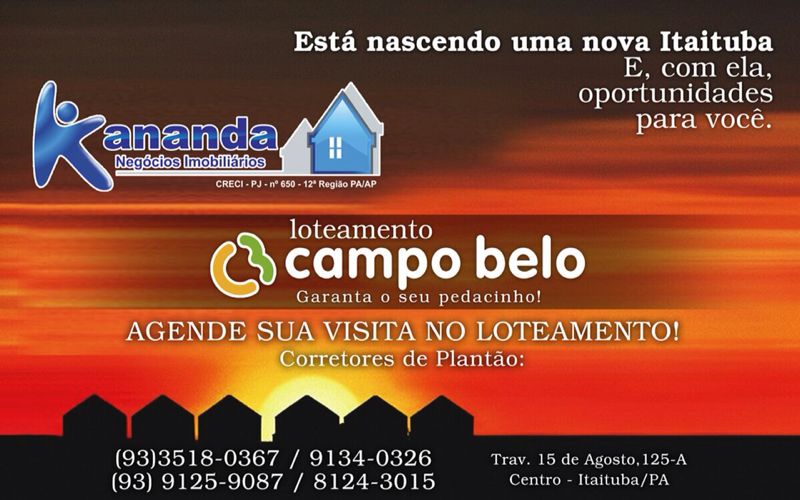 Está nascendo uma nova Itaituba
E, com ela,
oportunidades
para você.
Kananda
Negócios Imobiliários
CRECI - PJ - nº 650 - 12ª Região PA/AP
loteamento
campo belo
Garanta o seu pedacinho!
AGENDE SUA VISITA NO LOTEAMENTO!
Corretores de Plantão:
(93)3518-0367 / 9134-0326
(93) 9125-9087 / 8124-3015
Trav. 15 de Agosto,125-A
Centro - Itaituba/PA